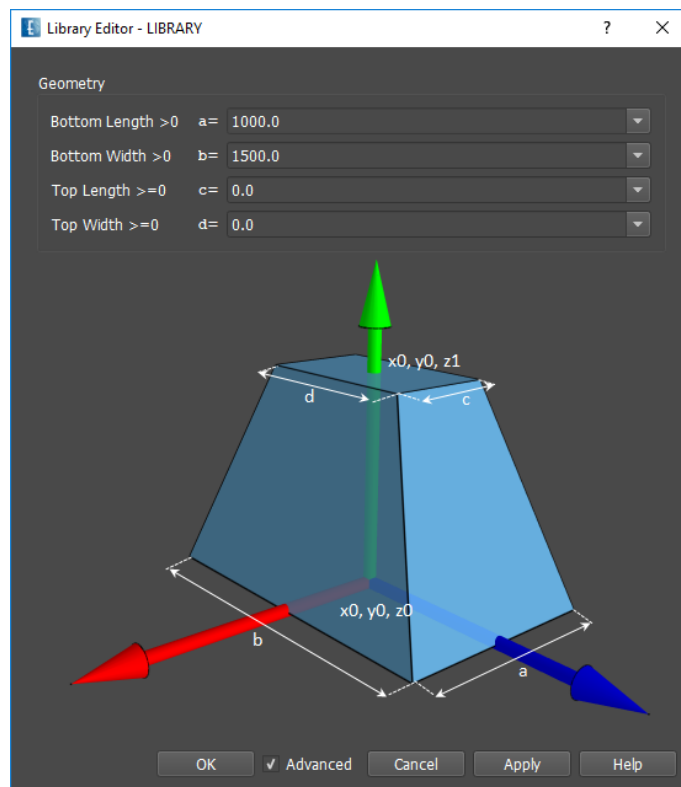 Library Editor - LIBRARY ? ×
Geometry
Bottom Length >0 a= 1000.0
Bottom Width >0 b= 1500.0
Top Length >=0 c= 0.0
Top Width >=0 d= 0.0
x0, y0, z1
d c
x0, y0, z0
b
a
OK ✓ Advanced Cancel Apply Help